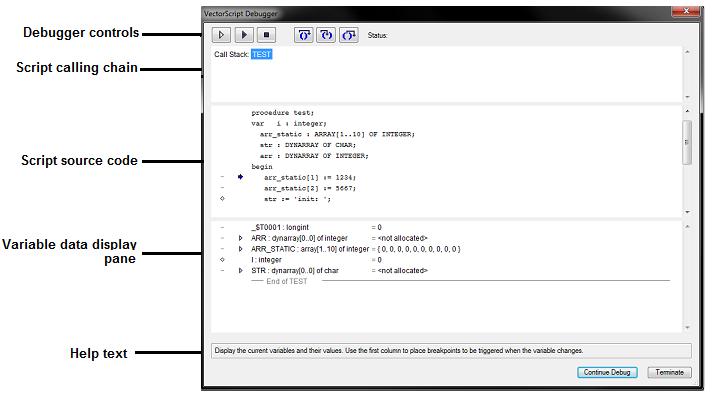 VectorScript Debugger
Debugger controls
Status:
Script calling chain
Call Stack: TEST
Script source code
procedure test;
var i : integer;
arr_static : ARRAY[1..10] OF INTEGER;
str : DYNARRAY OF CHAR;
arr : DYNARRAY OF INTEGER;
begin
arr_static[1] := 1234;
arr_static[2] := 5667;
str := 'init: ';
Variable data display
pane
_$T0001 : longint = 0
ARR : dynarray[0..0] of integer = <not allocated>
ARR_STATIC : array[1..10] of integer = { 0, 0, 0, 0, 0, 0, 0, 0, 0, 0 }
I : integer = 0
STR : dynarray[0..0] of char = <not allocated>
End of TEST
Help text
Display the current variables and their values. Use the first column to place breakpoints to be triggered when the variable changes.
Continue Debug Terminate